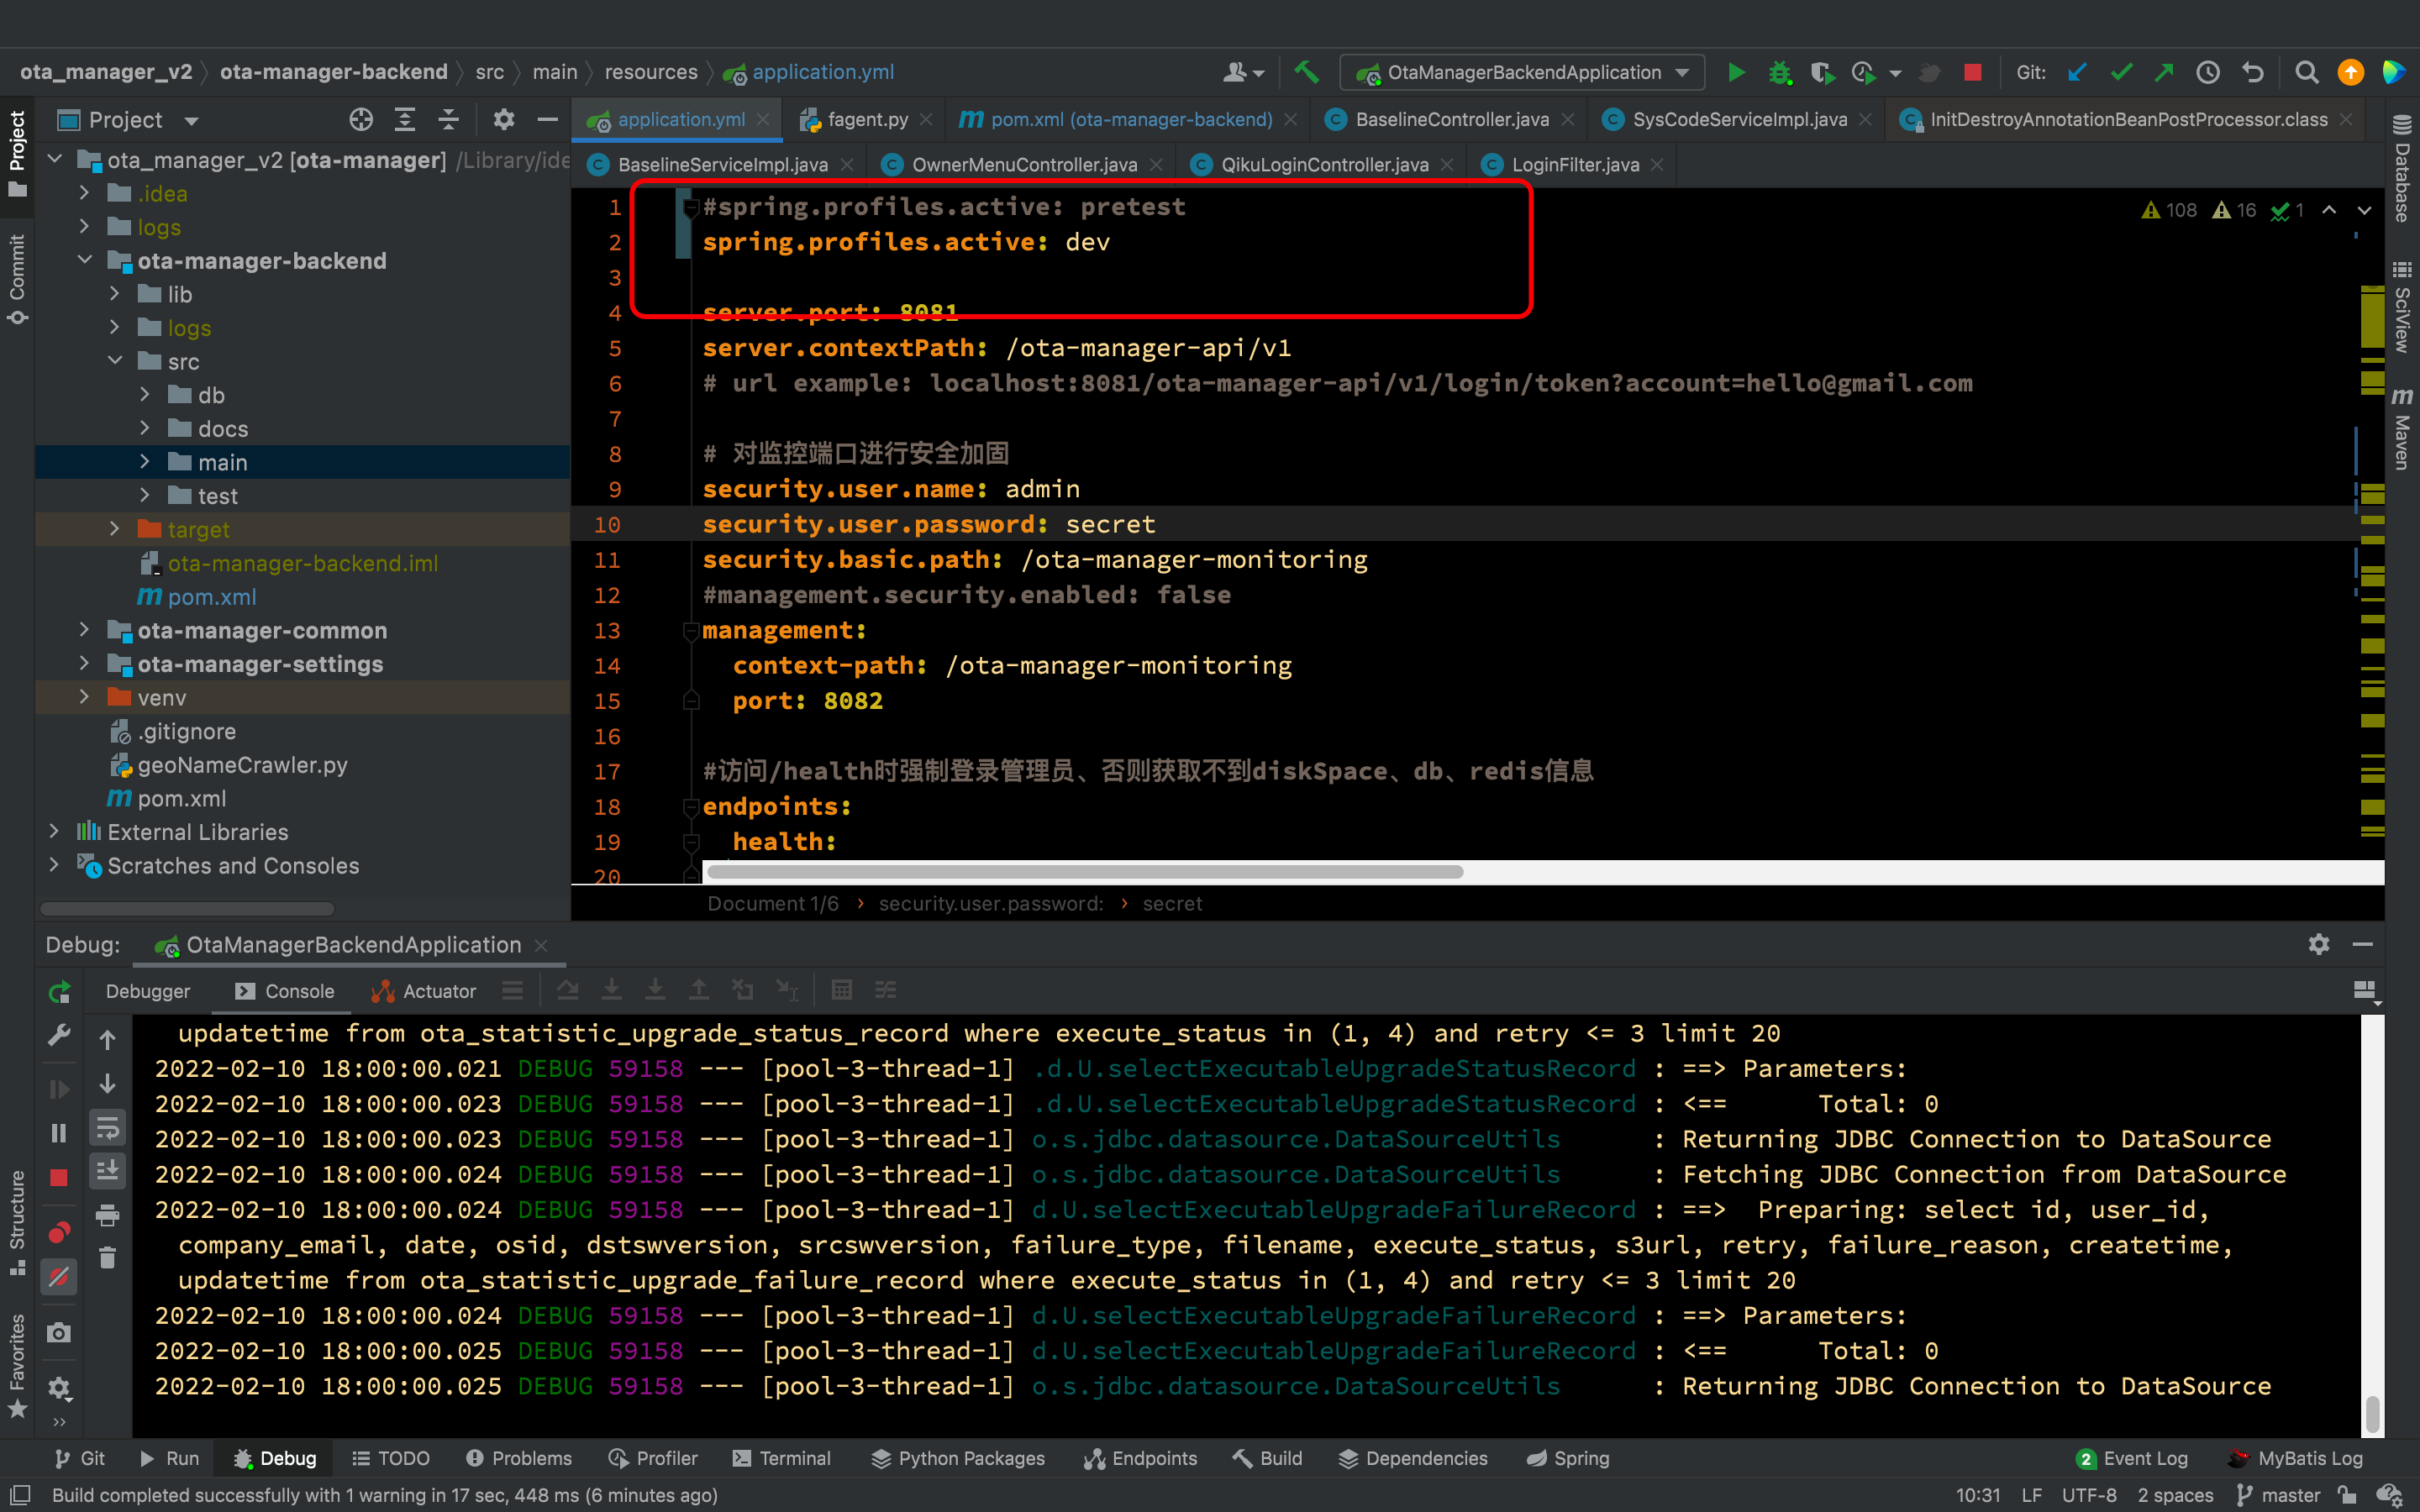 ota_manager_v2 〉 ota-manager-backend 〉 src 〉 main 〉 resources 〉 application.yml
OtaManagerBackendApplication
Git:
Project
application.yml
fagent.py
pom.xml (ota-manager-backend)
BaselineController.java
SysCodeServiceImpl.java
InitDestroyAnnotationBeanPostProcessor.class
BaselineServiceImpl.java
OwnerMenuController.java
QikuLoginController.java
LoginFilter.java
Project
Commit
Structure
Favorites
Database
SciView
Maven
ota_manager_v2 [ota-manager] /Library/ide
.idea
logs
ota-manager-backend
lib
logs
src
db
docs
main
test
target
ota-manager-backend.iml
pom.xml
ota-manager-common
ota-manager-settings
venv
.gitignore
geoNameCrawler.py
pom.xml
External Libraries
Scratches and Consoles
108 16 1
1 #spring.profiles.active: pretest
2 spring.profiles.active: dev
3
4 server.port: 8081
5 server.contextPath: /ota-manager-api/v1
6 # url example: localhost:8081/ota-manager-api/v1/login/token?account=hello@gmail.com
7
8 # 对监控端口进行安全加固
9 security.user.name: admin
10 security.user.password: secret
11 security.basic.path: /ota-manager-monitoring
12 #management.security.enabled: false
13 management:
14   context-path: /ota-manager-monitoring
15   port: 8082
16
17 #访问/health时强制登录管理员、否则获取不到diskSpace、db、redis信息
18 endpoints:
19   health:
20
Document 1/6 › security.user.password: › secret
Debug: OtaManagerBackendApplication
Debugger Console Actuator
updatetime from ota_statistic_upgrade_status_record where execute_status in (1, 4) and retry <= 3 limit 20
2022-02-10 18:00:00.021 DEBUG 59158 --- [pool-3-thread-1] .d.U.selectExecutableUpgradeStatusRecord : ==> Parameters:
2022-02-10 18:00:00.023 DEBUG 59158 --- [pool-3-thread-1] .d.U.selectExecutableUpgradeStatusRecord : <==      Total: 0
2022-02-10 18:00:00.023 DEBUG 59158 --- [pool-3-thread-1] o.s.jdbc.datasource.DataSourceUtils      : Returning JDBC Connection to DataSource
2022-02-10 18:00:00.024 DEBUG 59158 --- [pool-3-thread-1] o.s.jdbc.datasource.DataSourceUtils      : Fetching JDBC Connection from DataSource
2022-02-10 18:00:00.024 DEBUG 59158 --- [pool-3-thread-1] d.U.selectExecutableUpgradeFailureRecord : ==>  Preparing: select id, user_id,
company_email, date, osid, dstswversion, srcswversion, failure_type, filename, execute_status, s3url, retry, failure_reason, createtime,
updatetime from ota_statistic_upgrade_failure_record where execute_status in (1, 4) and retry <= 3 limit 20
2022-02-10 18:00:00.024 DEBUG 59158 --- [pool-3-thread-1] d.U.selectExecutableUpgradeFailureRecord : ==> Parameters:
2022-02-10 18:00:00.025 DEBUG 59158 --- [pool-3-thread-1] d.U.selectExecutableUpgradeFailureRecord : <==      Total: 0
2022-02-10 18:00:00.025 DEBUG 59158 --- [pool-3-thread-1] o.s.jdbc.datasource.DataSourceUtils      : Returning JDBC Connection to DataSource
Git Run Debug TODO Problems Profiler Terminal Python Packages Endpoints Build Dependencies Spring
2 Event Log MyBatis Log
Build completed successfully with 1 warning in 17 sec, 448 ms (6 minutes ago)
10:31 LF UTF-8 2 spaces master